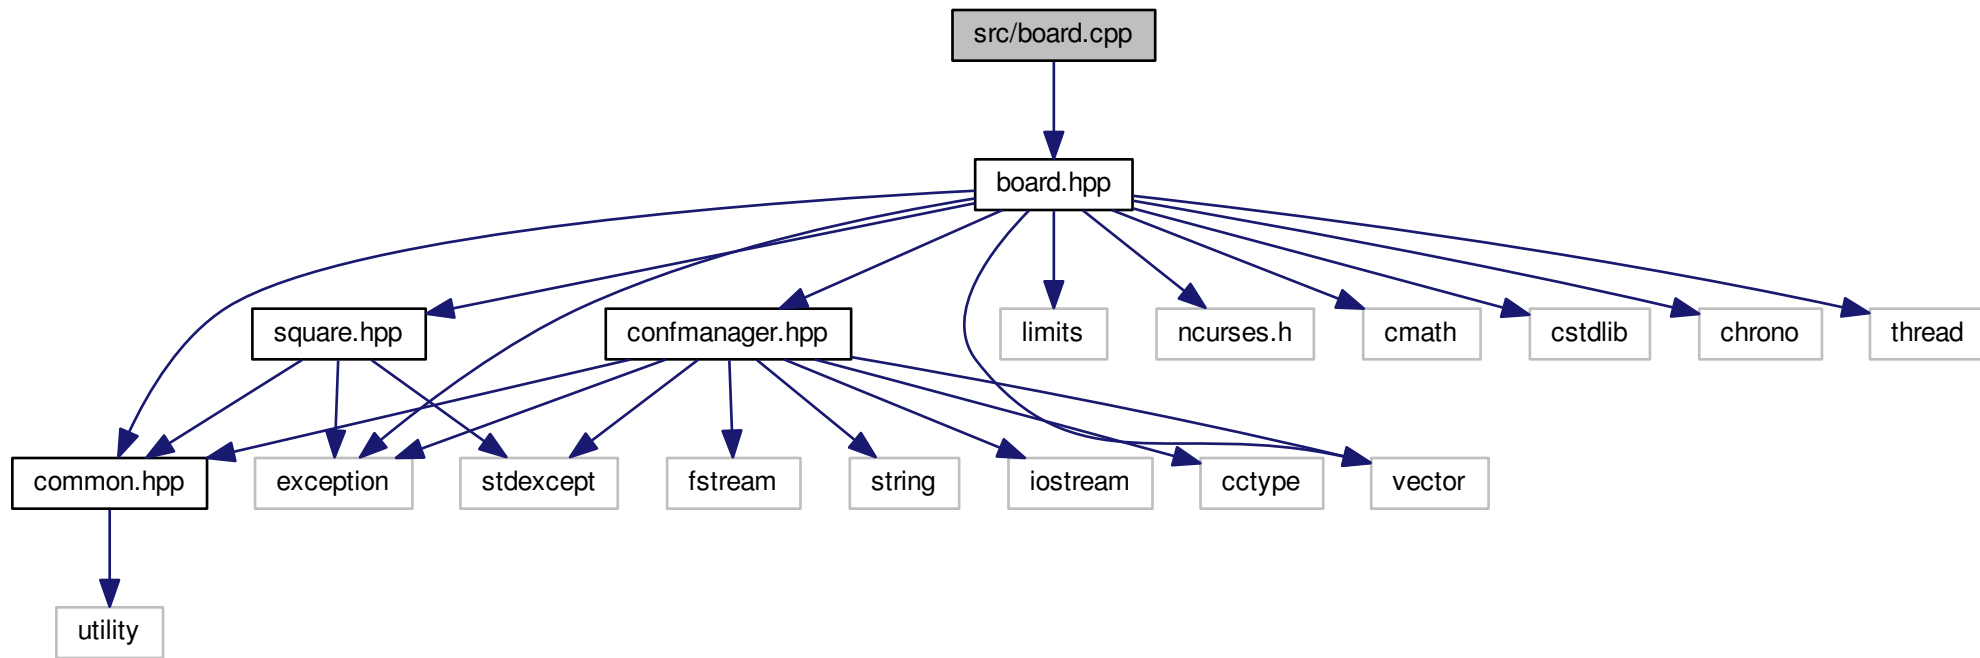 src/board.cpp
board.hpp
square.hpp
confmanager.hpp
limits
ncurses.h
cmath
cstdlib
chrono
thread
common.hpp
exception
stdexcept
fstream
string
iostream
cctype
vector
utility